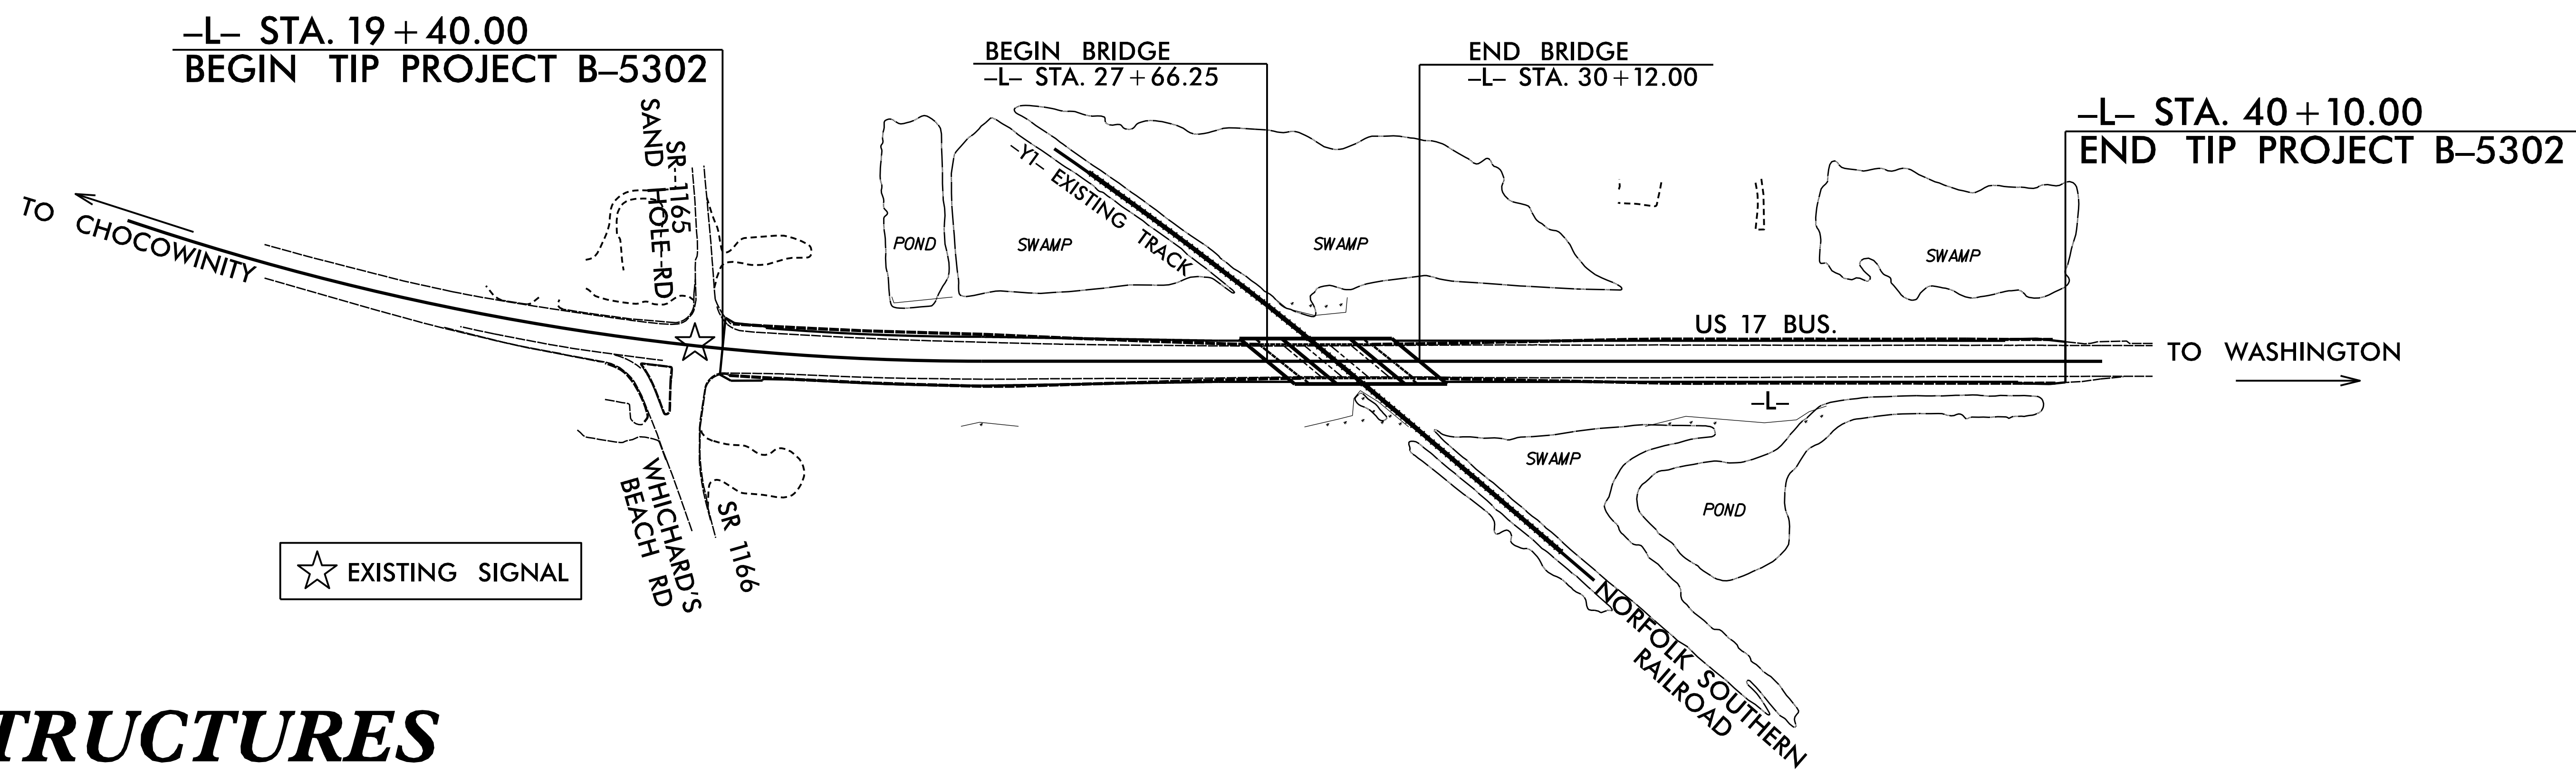 –L– STA. 19+40.00
BEGIN TIP PROJECT B–5302
BEGIN BRIDGE
–L– STA. 27+66.25
END BRIDGE
–L– STA. 30+12.00
–L– STA. 40+10.00
END TIP PROJECT B–5302
SR 1165
SAND HOLE RD
–Y1– EXISTING TRACK
TO CHOCOWINITY
POND
SWAMP
SWAMP
SWAMP
US 17 BUS.
TO WASHINGTON
–L–
SWAMP
POND
WHICHARD'S
BEACH RD
SR 1166
EXISTING SIGNAL
NORFOLK SOUTHERN
RAILROAD
TRUCTURES